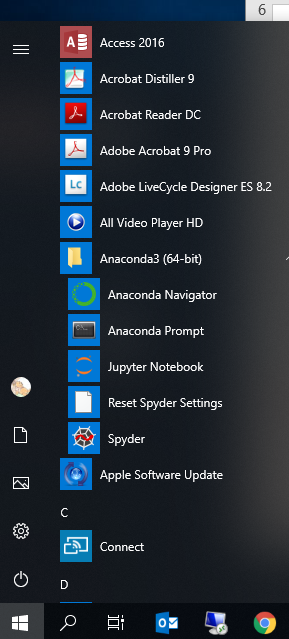 6
Access 2016
Acrobat Distiller 9
Acrobat Reader DC
Adobe Acrobat 9 Pro
Lc
Adobe LiveCycle Designer ES 8.2
All Video Player HD
Anaconda3 (64-bit)
Anaconda Navigator
Anaconda Prompt
Jupyter Notebook
Reset Spyder Settings
Spyder
Apple Software Update
C
Connect
D